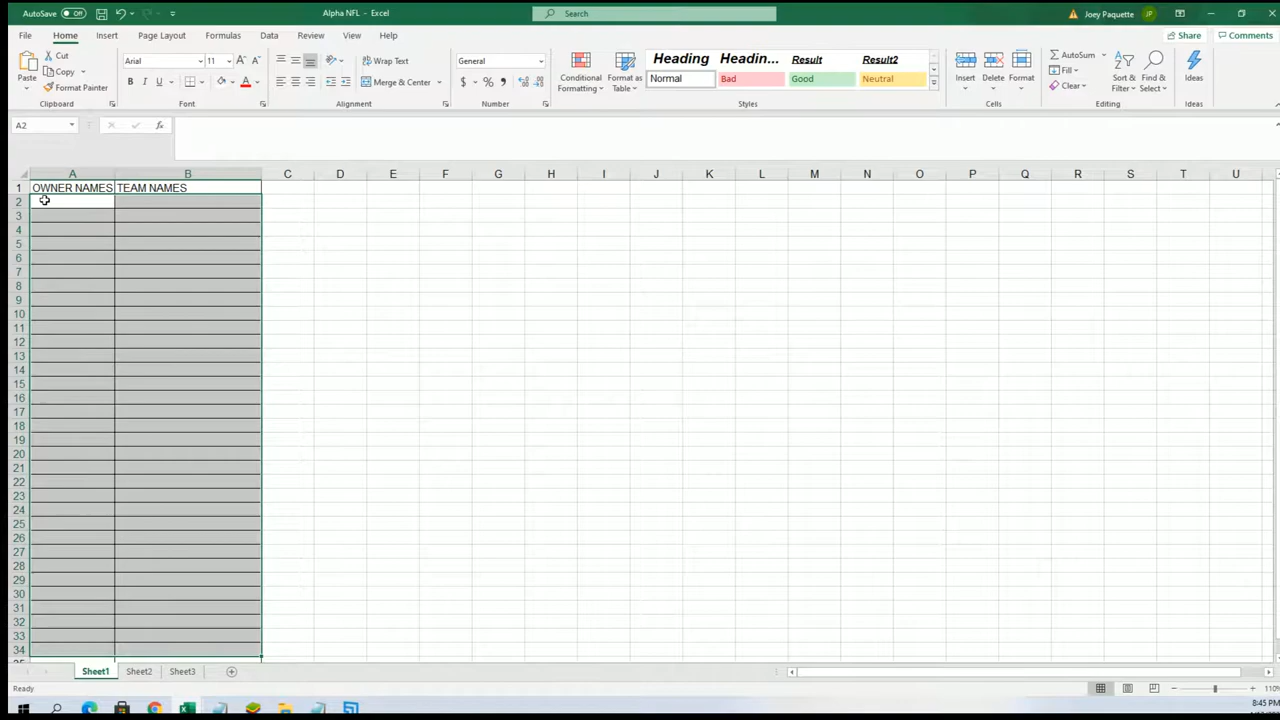 AutoSave Off Alpha NFL - Excel Search Joey Paquette JP
File Home Insert Page Layout Formulas Data Review View Help Share Comments
Paste Cut Copy Format Painter Clipboard
Arial 11 A A B I U A Font
Wrap Text Merge & Center Alignment
General $ % Number
Conditional Formatting Format as Table
Heading Headin... Result Result2
Normal Bad Good Neutral
Styles
Insert Delete Format Cells
AutoSum Fill Clear Sort & Filter Find & Select Editing
Ideas Ideas
A2 fx
A B C D E F G H I J K L M N O P Q R S T U
1 OWNER NAMES TEAM NAMES
2
3
4
5
6
7
8
9
10
11
12
13
14
15
16
17
18
19
20
21
22
23
24
25
26
27
28
29
30
31
32
33
34
Sheet1 Sheet2 Sheet3
Ready 110%
8:45 PM